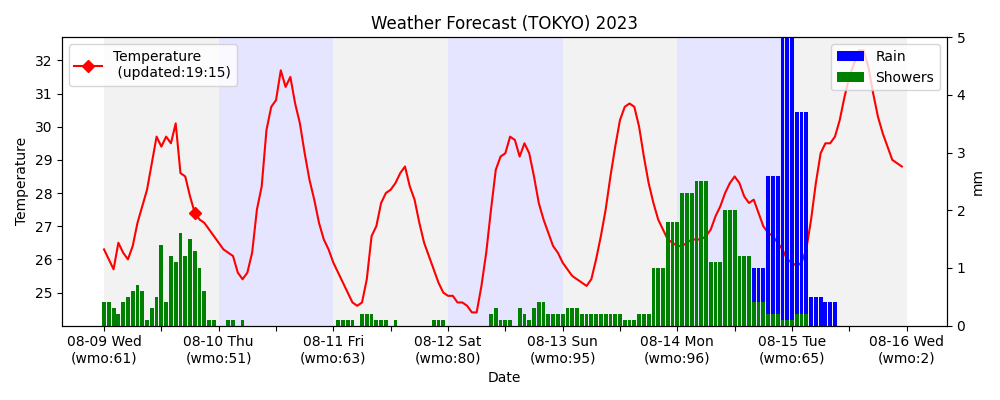 Weather Forecast (TOKYO) 2023
Temperature
(updated:19:15)
Rain
Showers
Temperature
32
31
30
29
28
27
26
25
5
4
3
2
1
0
mm
08-09 Wed
(wmo:61)
08-10 Thu
(wmo:51)
08-11 Fri
(wmo:63)
08-12 Sat
(wmo:80)
08-13 Sun
(wmo:95)
08-14 Mon
(wmo:96)
08-15 Tue
(wmo:65)
08-16 Wed
(wmo:2)
Date